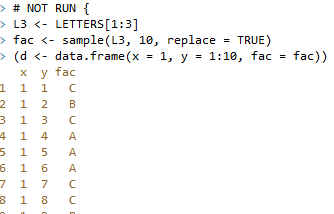 > # NOT RUN {
> L3 <- LETTERS[1:3]
> fac <- sample(L3, 10, replace = TRUE)
> (d <- data.frame(x = 1, y = 1:10, fac = fac))
x y fac
1 1 1 C
2 1 2 B
3 1 3 C
4 1 4 A
5 1 5 A
6 1 6 A
7 1 7 C
8 1 8 C